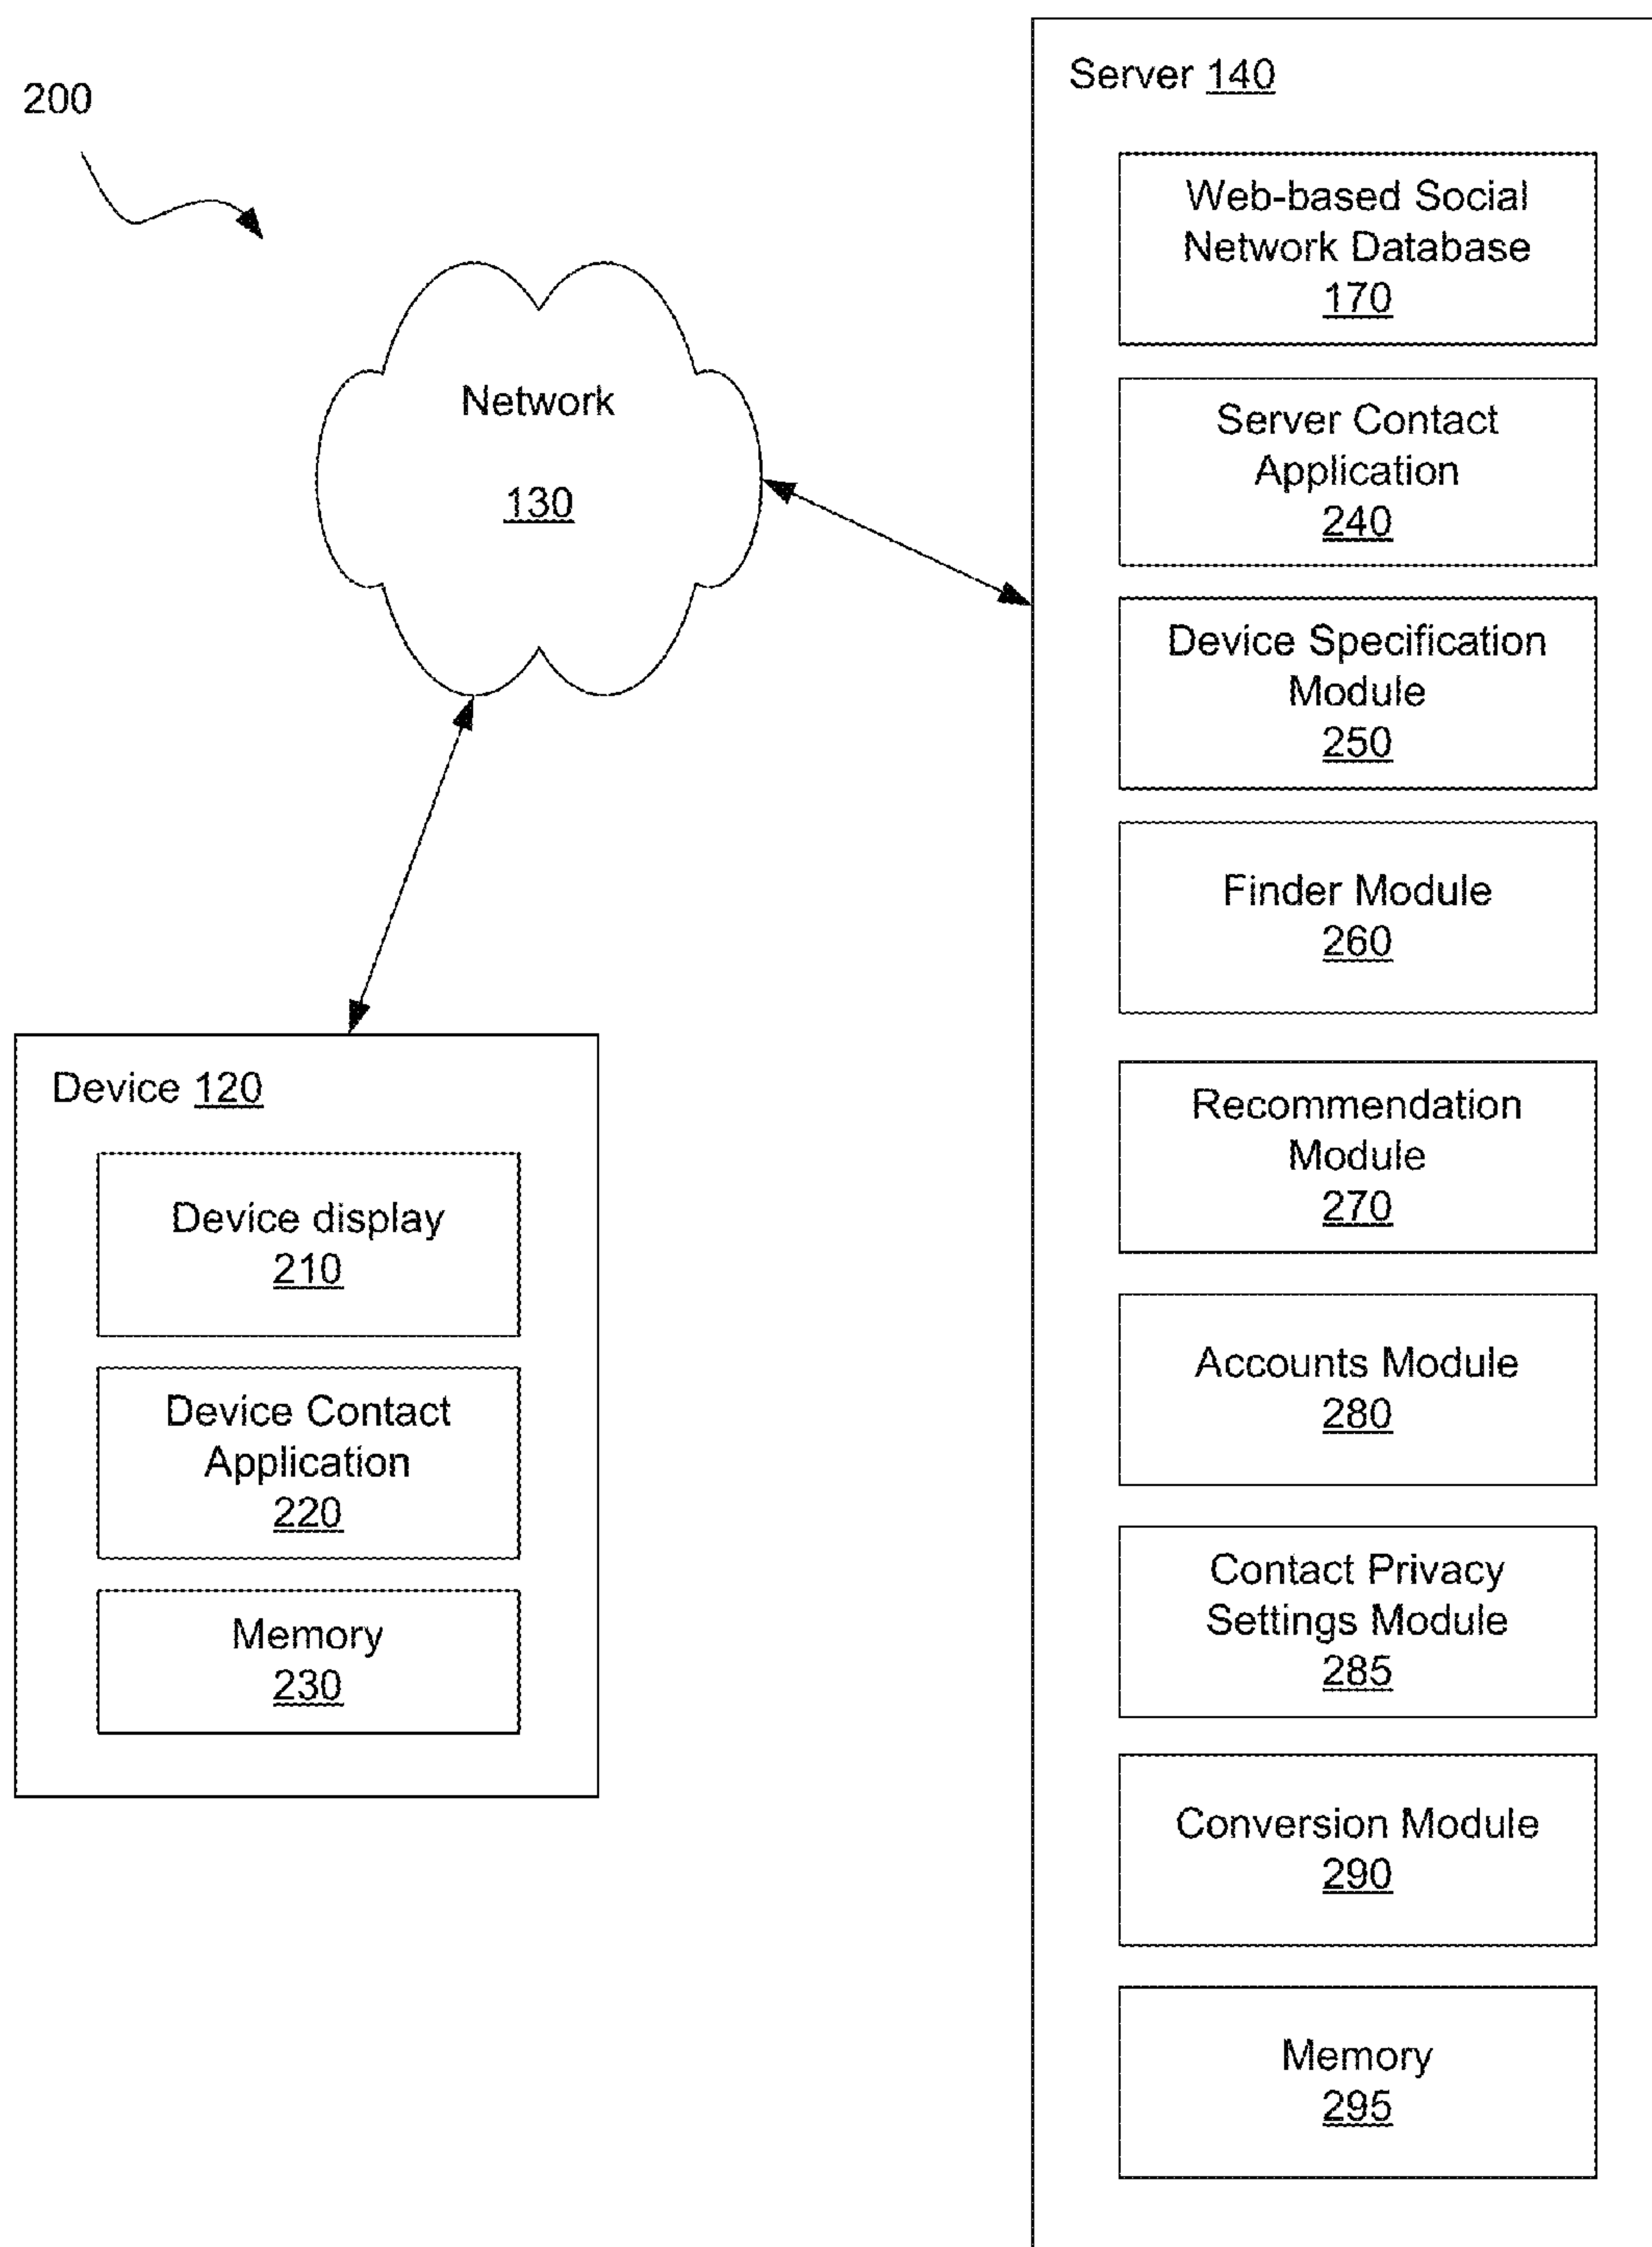 200
Network
130
Device 120
Device display
210
Device Contact
Application
220
Memory
230
Server 140
Web-based Social
Network Database
170
Server Contact
Application
240
Device Specification
Module
250
Finder Module
260
Recommendation
Module
270
Accounts Module
280
Contact Privacy
Settings Module
285
Conversion Module
290
Memory
295